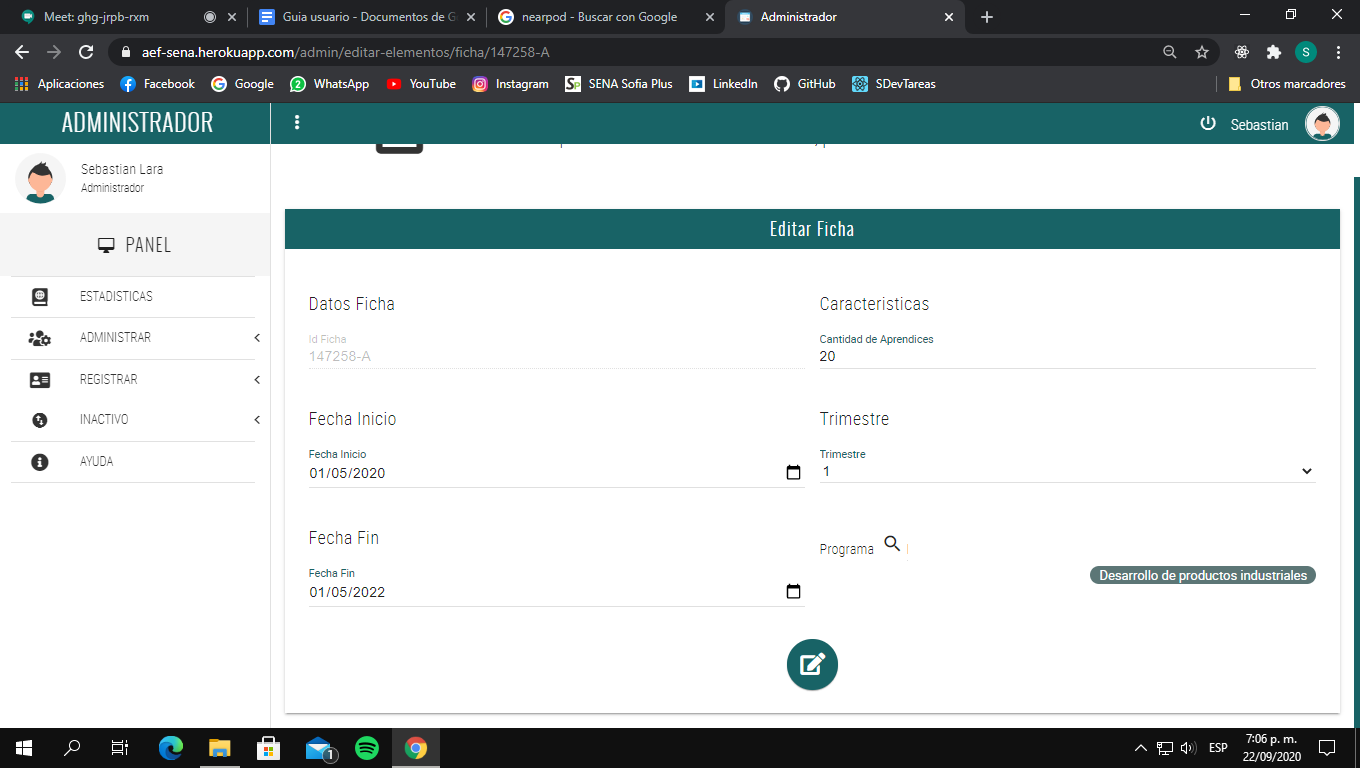 Meet: ghg-jrpb-rxm
Guia usuario - Documentos de G
nearpod - Buscar con Google
Administrador
aef-sena.herokuapp.com/admin/editar-elementos/ficha/147258-A
S
Aplicaciones
Facebook
Google
2
WhatsApp
YouTube
Instagram
Sp
SENA Sofia Plus
LinkedIn
GitHub
SDevTareas
Otros marcadores
ADMINISTRADOR
Sebastian
Sebastian Lara
Administrador
PANEL
ESTADISTICAS
ADMINISTRAR
REGISTRAR
INACTIVO
AYUDA
Editar Ficha
Datos Ficha
Id Ficha
147258-A
Caracteristicas
Cantidad de Aprendices
20
Fecha Inicio
Fecha Inicio
01/05/2020
Trimestre
Trimestre
1
Fecha Fin
Fecha Fin
01/05/2022
Programa
Desarrollo de productos industriales
1
ESP
7:06 p. m.
22/09/2020